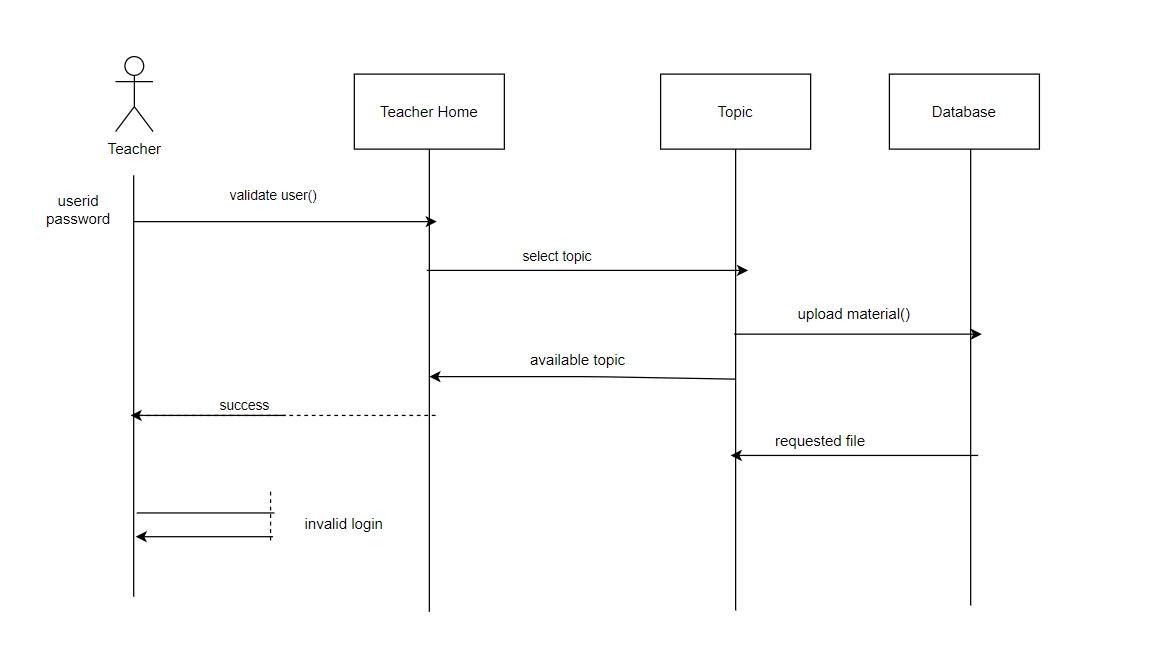 Teacher Home
Topic
Database
Teacher
userid
password
validate user()
select topic
upload material()
available topic
success
requested file
invalid login